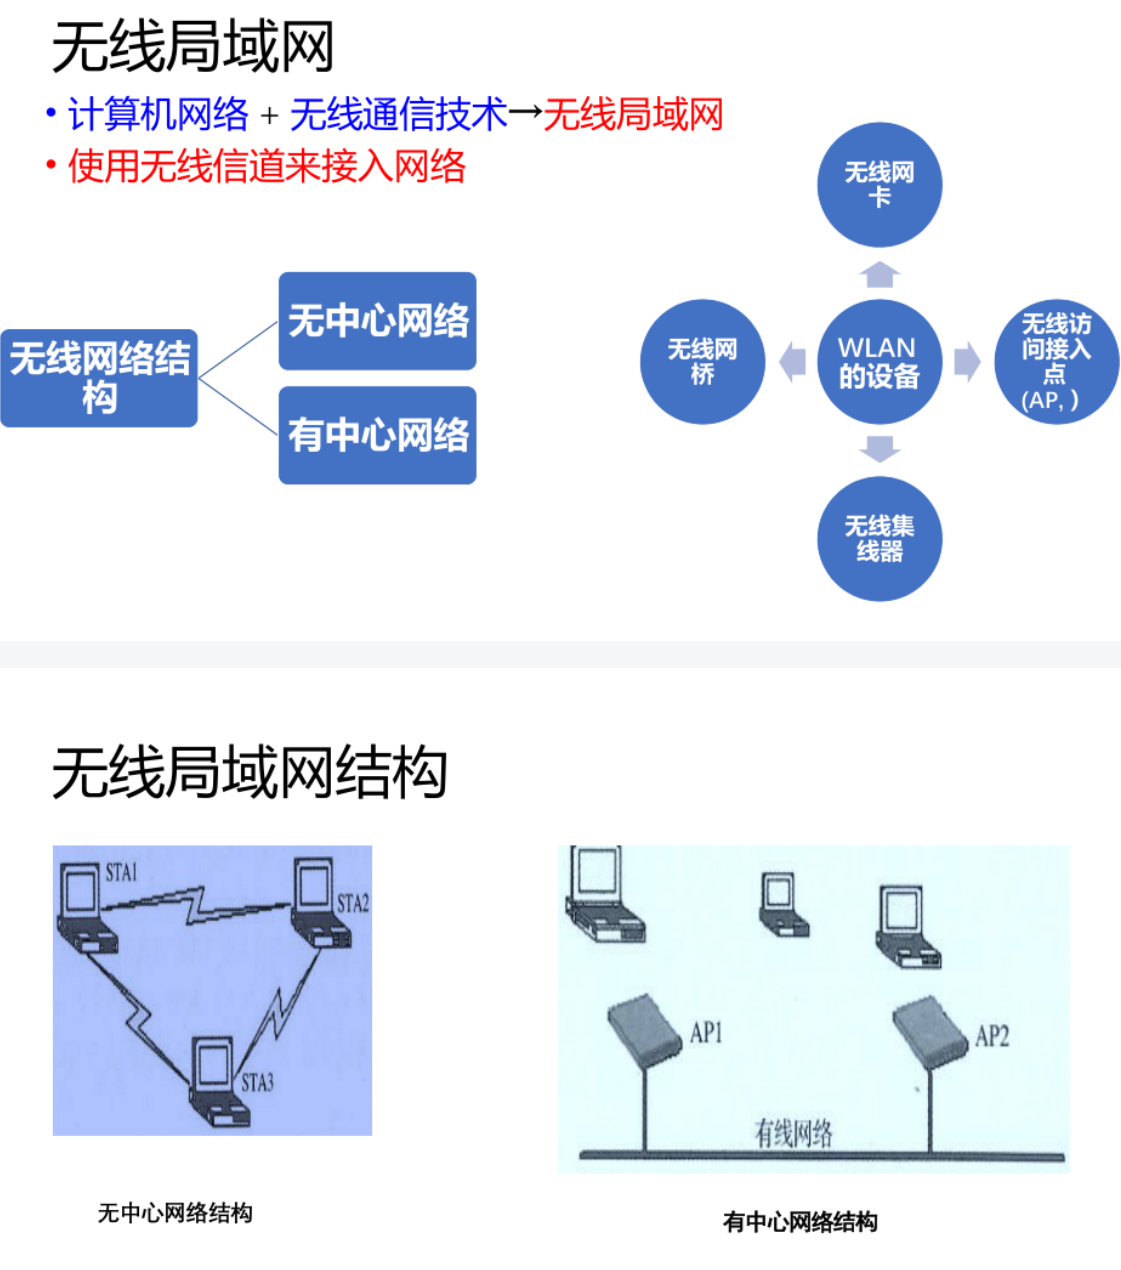 无线局域网
• 计算机网络 + 无线通信技术→无线局域网
• 使用无线信道来接入网络
无线网络结
构
无中心网络
有中心网络
无线网
卡
无线网
桥
WLAN
的设备
无线访
问接入
点
(AP, )
无线集
线器
无线局域网结构
STA1
STA2
STA3
AP1
AP2
有线网络
无中心网络结构
有中心网络结构